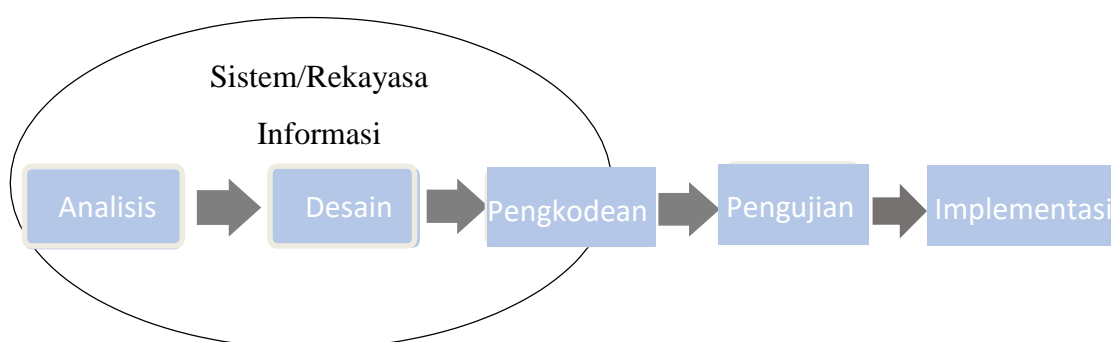 Sistem/Rekayasa
Informasi
Analisis
Desain
Pengkodean
Pengujian
Implementasi